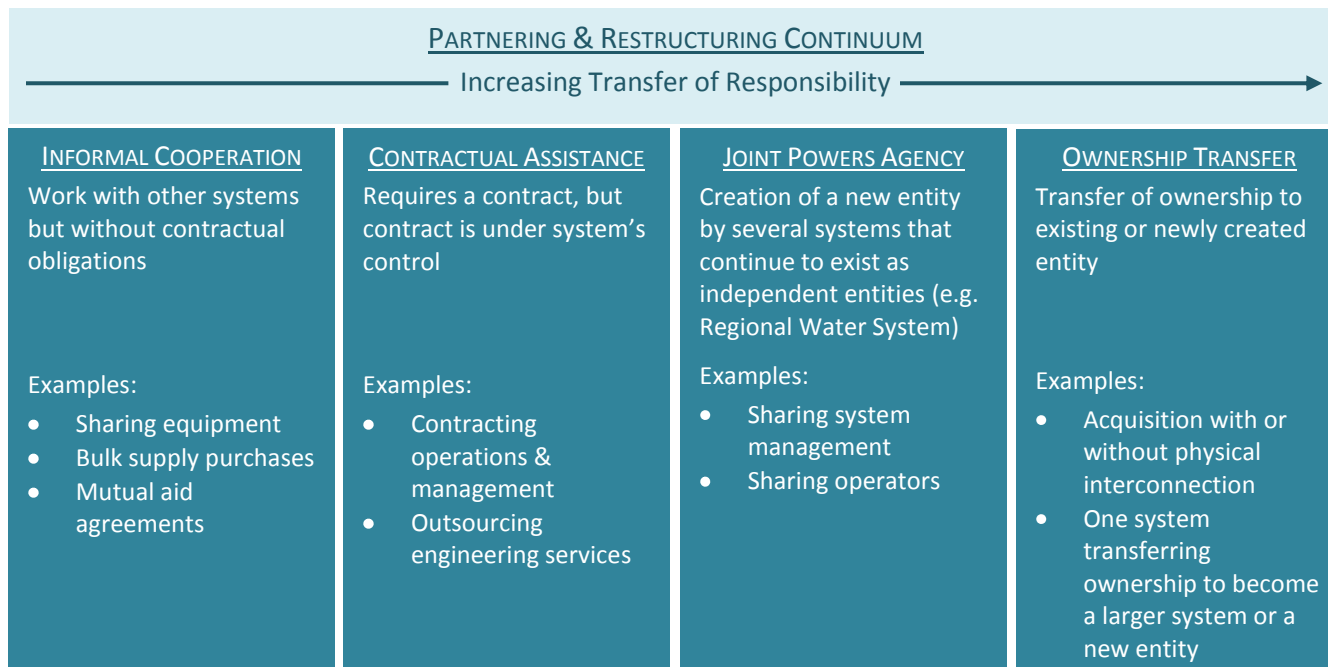 PARTNERING & RESTRUCTURING CONTINUUM
Increasing Transfer of Responsibility
INFORMAL COOPERATION
Work with other systems
but without contractual
obligations
Examples:
• Sharing equipment
• Bulk supply purchases
• Mutual aid
agreements
CONTRACTUAL ASSISTANCE
Requires a contract, but
contract is under system’s
control
Examples:
• Contracting
operations &
management
• Outsourcing
engineering services
JOINT POWERS AGENCY
Creation of a new entity
by several systems that
continue to exist as
independent entities (e.g.
Regional Water System)
Examples:
• Sharing system
management
• Sharing operators
OWNERSHIP TRANSFER
Transfer of ownership to
existing or newly created
entity
Examples:
• Acquisition with or
without physical
interconnection
• One system
transferring
ownership to become
a larger system or a
new entity